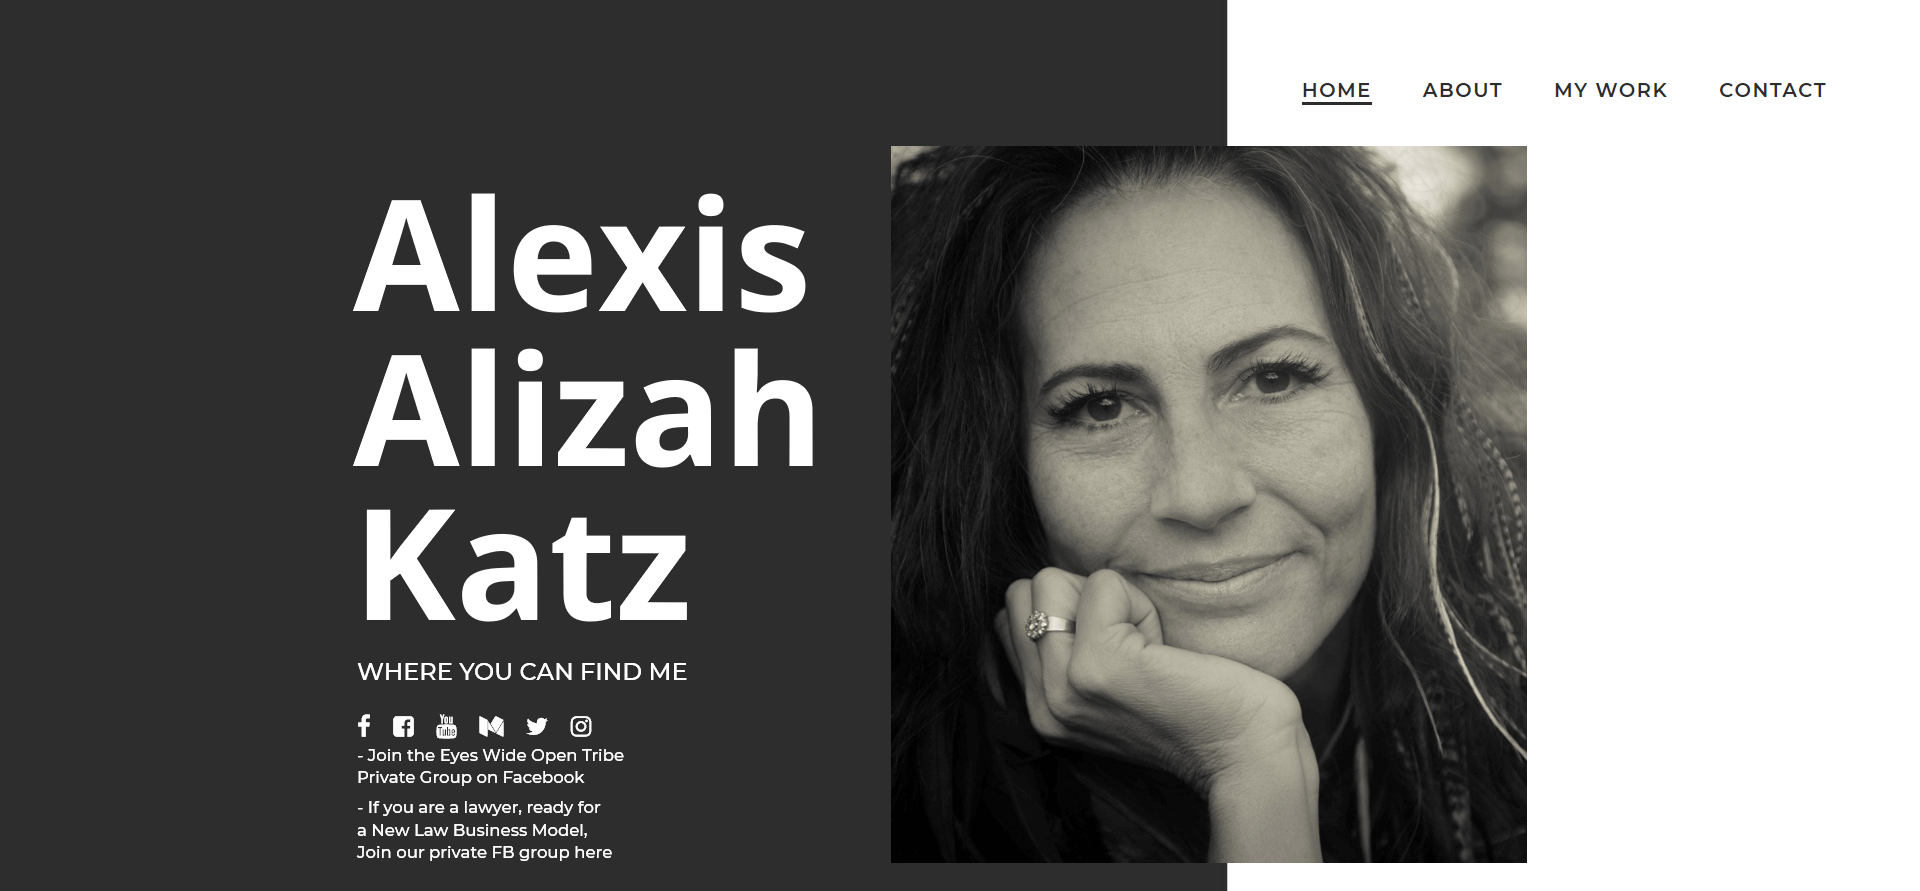 HOME ABOUT MY WORK CONTACT
Alexis
Alizah
Katz
WHERE YOU CAN FIND ME
You
Tube
- Join the Eyes Wide Open Tribe
Private Group on Facebook
- If you are a lawyer, ready for
a New Law Business Model,
Join our private FB group here